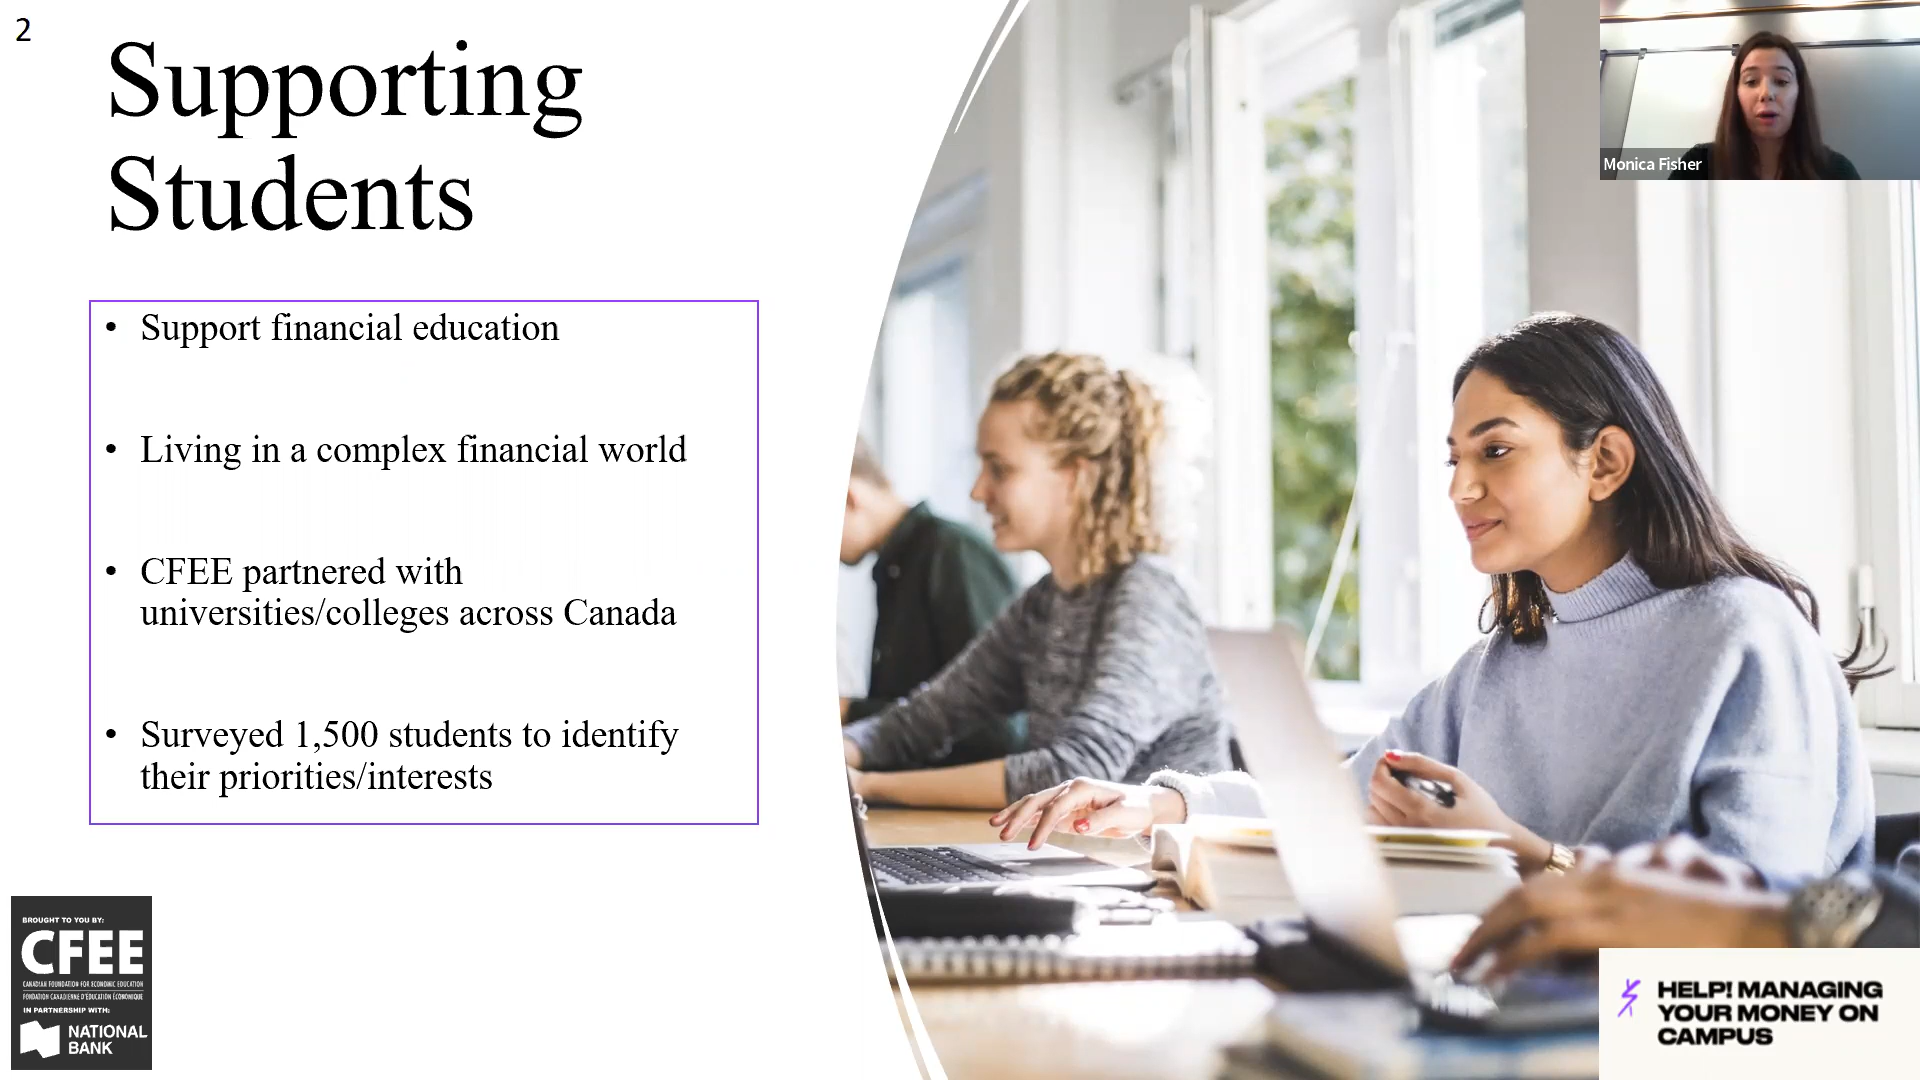 2
Supporting
Students
• Support financial education
• Living in a complex financial world
• CFEE partnered with
universities/colleges across Canada
• Surveyed 1,500 students to identify
their priorities/interests
Monica Fisher
BROUGHT TO YOU BY:
CFEE
CANADIAN FOUNDATION FOR ECONOMIC EDUCATION
FONDATION CANADIENNE D'ÉDUCATION ÉCONOMIQUE
IN PARTNERSHIP WITH:
NATIONAL
BANK
HELP! MANAGING
YOUR MONEY ON
CAMPUS